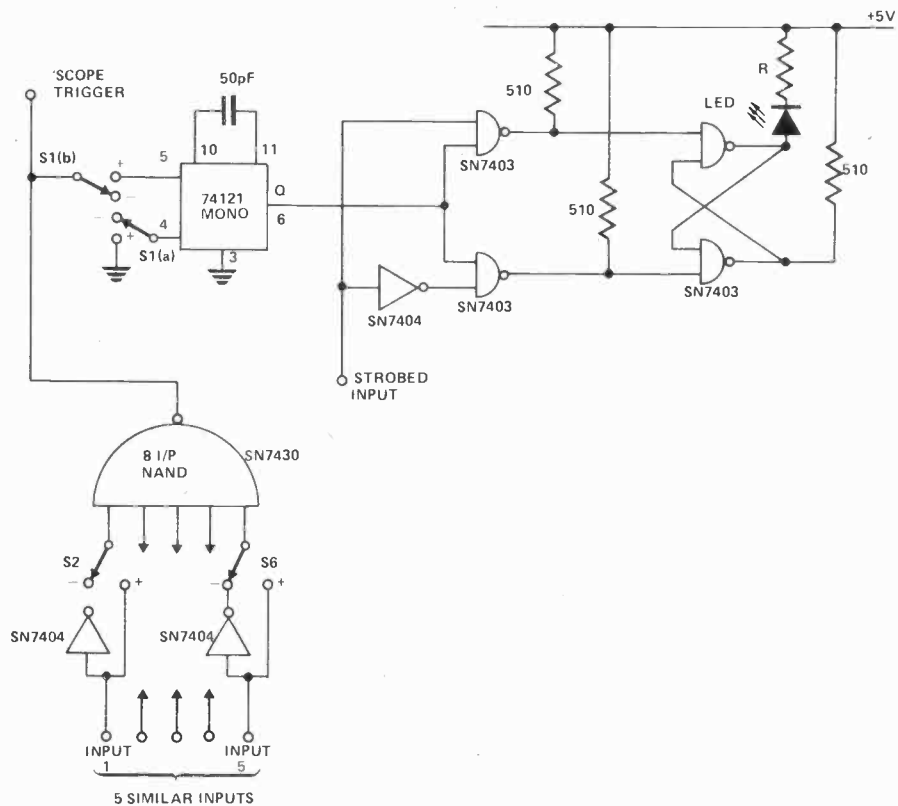 +5V
'SCOPE
TRIGGER
50pF
510
R
LED
10
11
S1(b)
+
5
-
74121
MONO
Q
6
-
4
+
S1(a)
3
SN7403
510
510
SN7404
SN7403
SN7403
STROBED
INPUT
8 I/P
NAND
SN7430
S2
-
+
S6
-
+
SN7404
SN7404
INPUT
1
INPUT
5
5 SIMILAR INPUTS